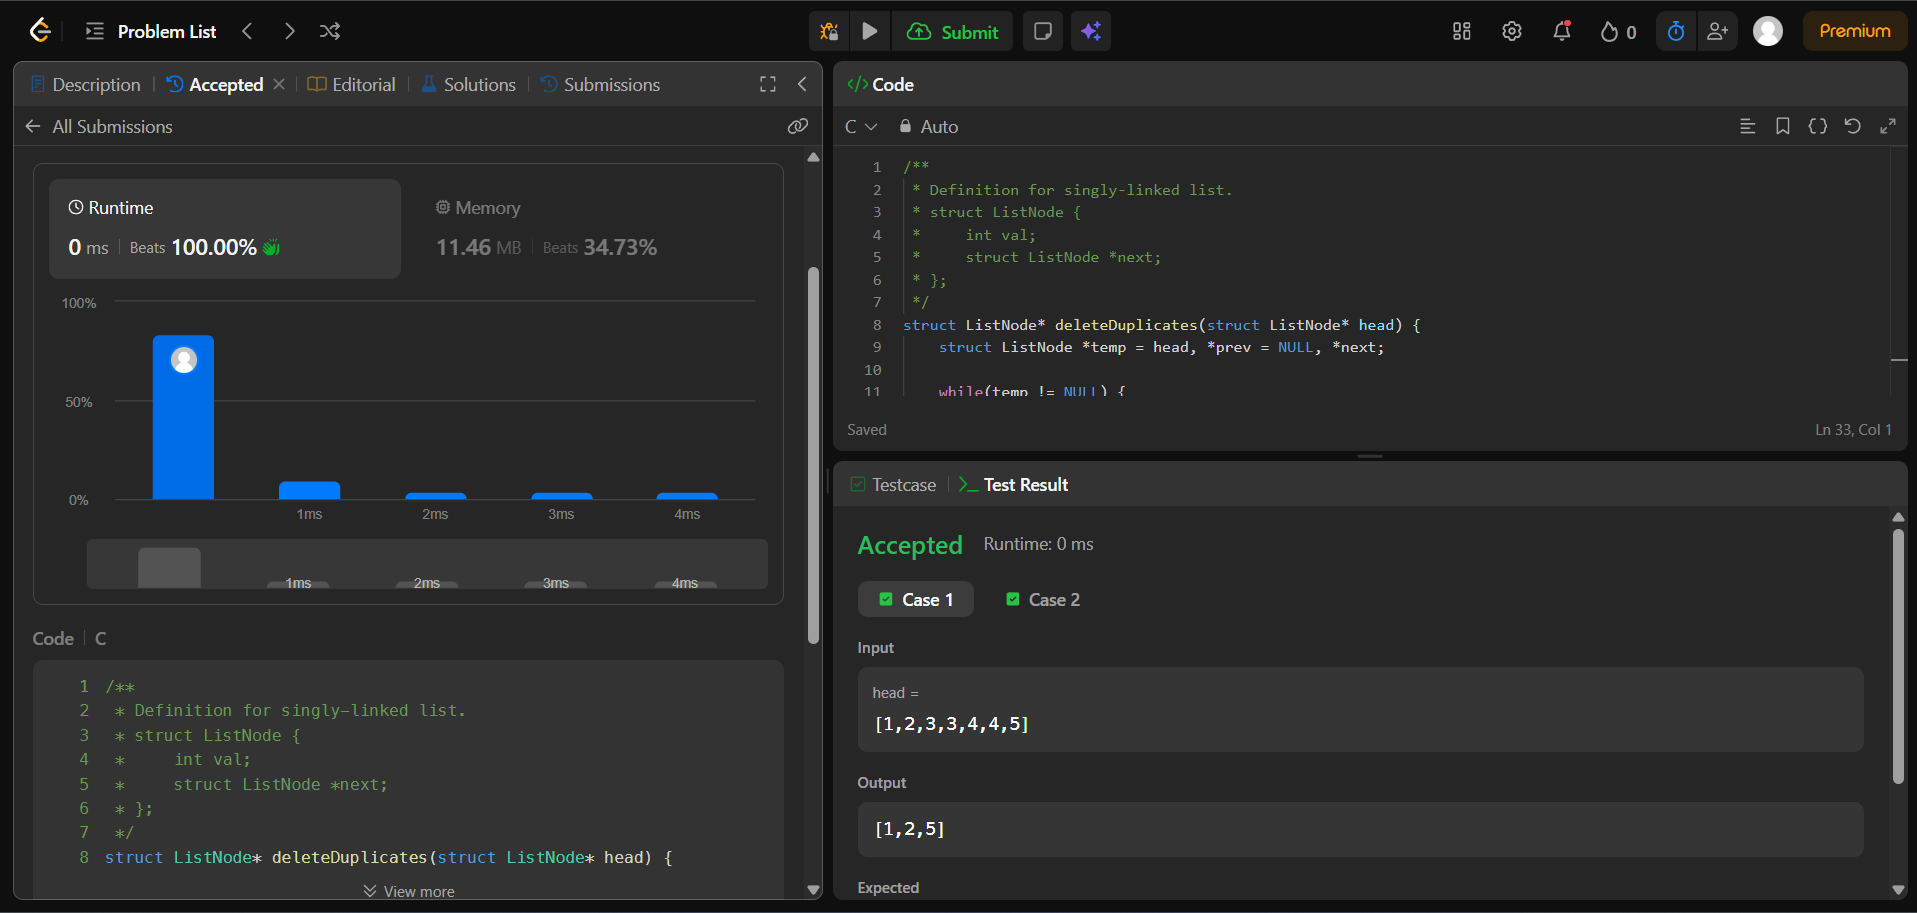 Problem List
Submit
0
Premium
Description
Accepted
Editorial
Solutions
Submissions
All Submissions
Runtime
0 ms
Beats 100.00%
Memory
11.46 MB
Beats 34.73%
100%
50%
0%
1ms
2ms
3ms
4ms
1ms
2ms
3ms
4ms
Code
C
1 /**
2 * Definition for singly-linked list.
3 * struct ListNode {
4 *     int val;
5 *     struct ListNode *next;
6 * };
7 */
8 struct ListNode* deleteDuplicates(struct ListNode* head) {
View more
</> Code
C
Auto
1 /**
2 * Definition for singly-linked list.
3 * struct ListNode {
4 *     int val;
5 *     struct ListNode *next;
6 * };
7 */
8 struct ListNode* deleteDuplicates(struct ListNode* head) {
9     struct ListNode *temp = head, *prev = NULL, *next;
10
11     while(temp != NULL) {
Saved
Ln 33, Col 1
Testcase
Test Result
Accepted
Runtime: 0 ms
Case 1
Case 2
Input
head =
[1,2,3,3,4,4,5]
Output
[1,2,5]
Expected